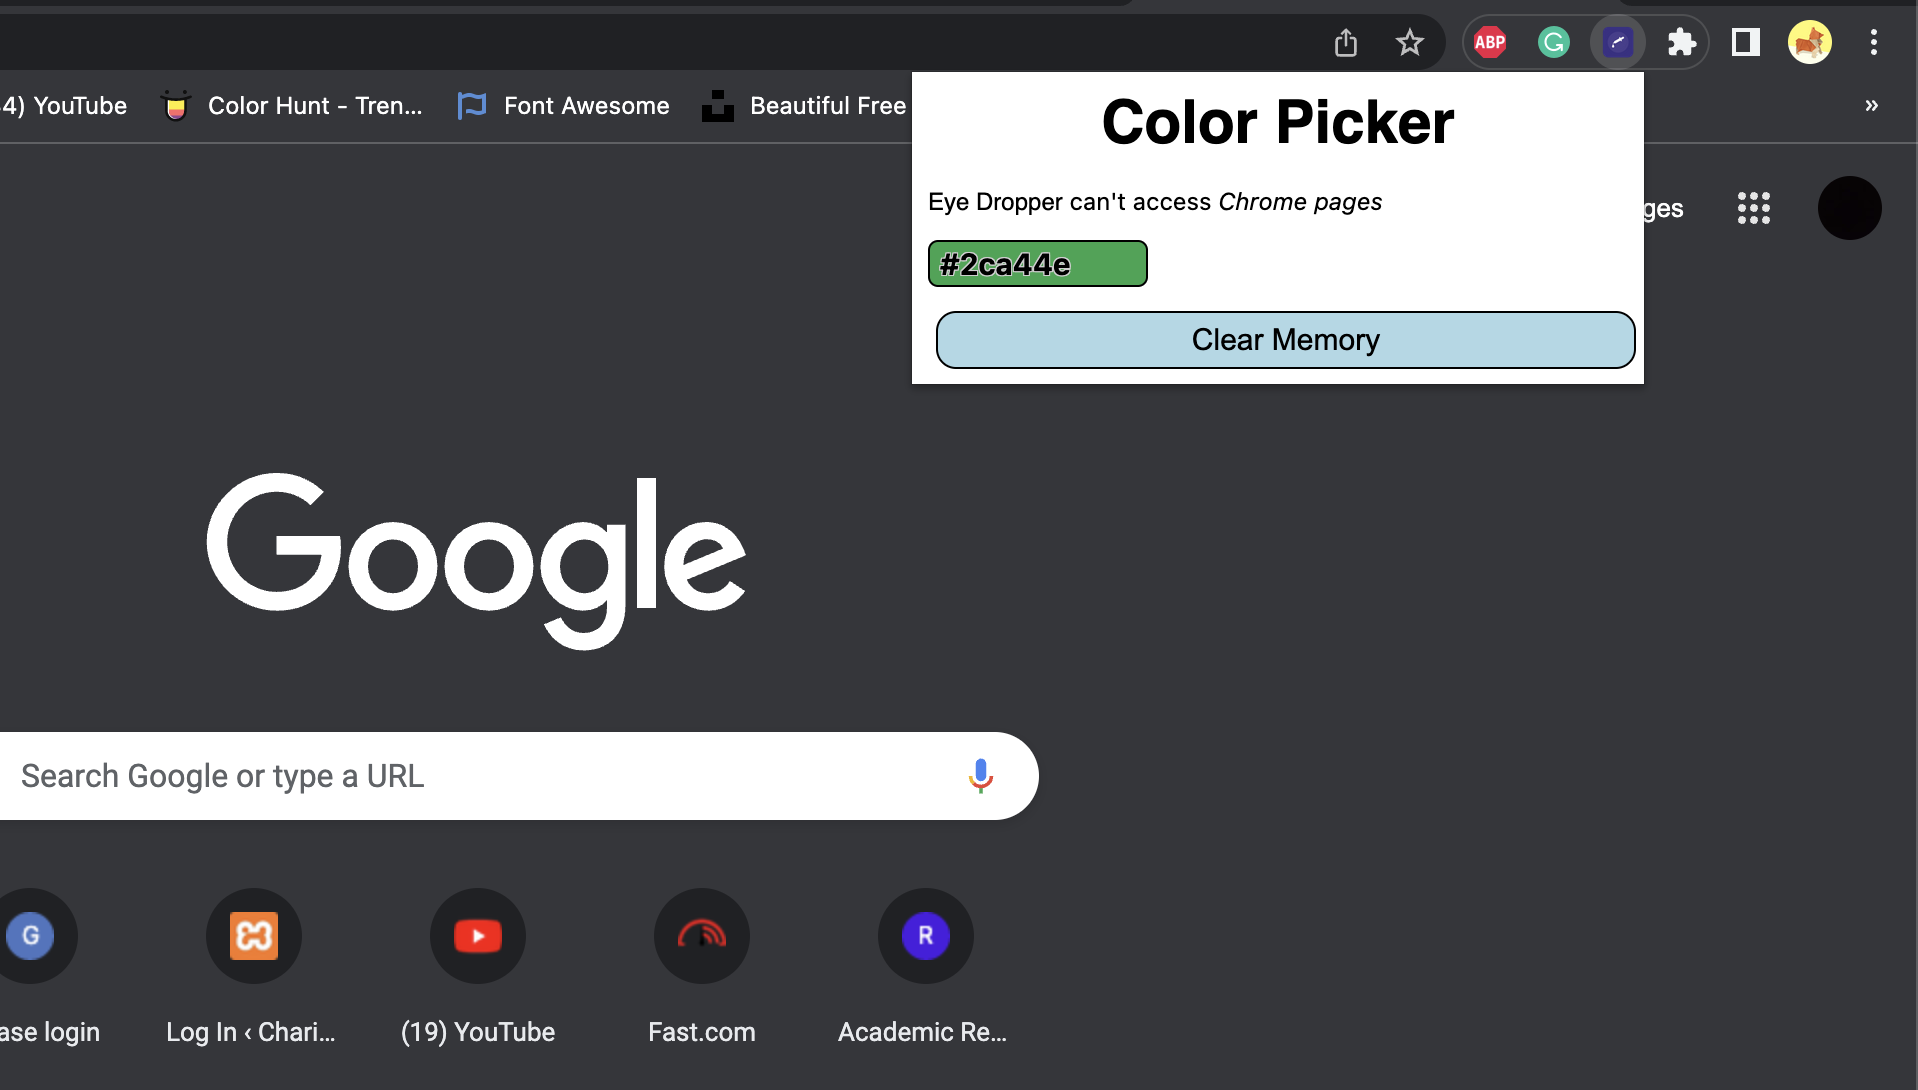 ABP
4) YouTube
Color Hunt - Tren...
Font Awesome
Beautiful Free
»
Color Picker
Eye Dropper can't access Chrome pages
#2ca44e
Clear Memory
ges
Google
Search Google or type a URL
G
R
ase login
Log In ‹ Chari...
(19) YouTube
Fast.com
Academic Re...